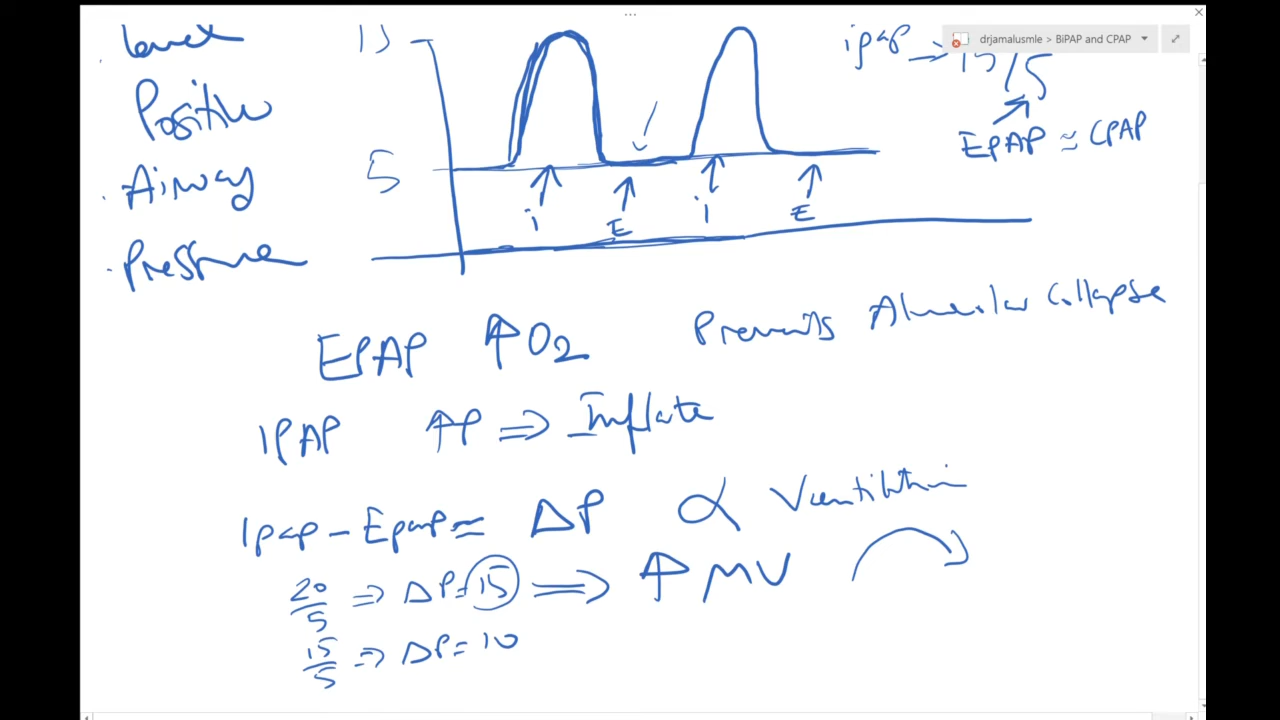 level
Positive
Airway
Pressure
15
5
i
E
i
E
ipap → 15/5
EPAP ≈ CPAP
drjamalusmle > BiPAP and CPAP
EPAP ↑O2 Prevents Alveolar Collapse
IPAP ↑P ⇒ Inflate
Ipap – Epap ≈ ΔP ∝ Ventilation
20/5 ⇒ ΔP=15 ⇒ ↑ MV
15/5 ⇒ ΔP=10